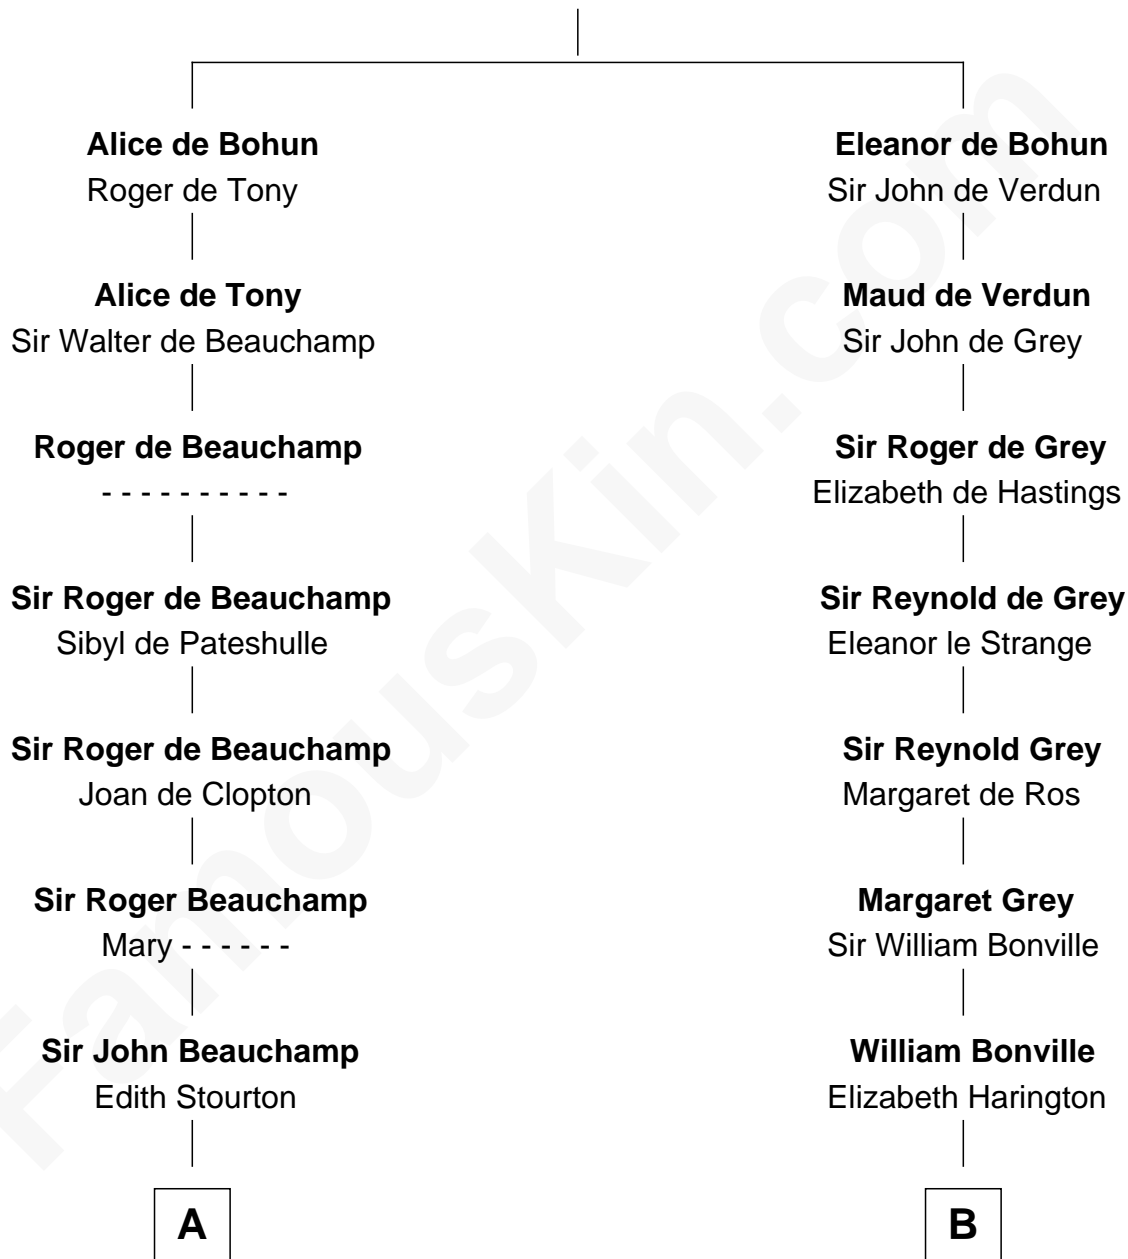 Alice de Bohun
Roger de Tony
Eleanor de Bohun
Sir John de Verdun
Alice de Tony
Sir Walter de Beauchamp
Maud de Verdun
Sir John de Grey
Roger de Beauchamp
- - - - - - - - - -
Sir Roger de Grey
Elizabeth de Hastings
Sir Roger de Beauchamp
Sibyl de Pateshulle
Sir Reynold de Grey
Eleanor le Strange
Sir Roger de Beauchamp
Joan de Clopton
Sir Reynold Grey
Margaret de Ros
Sir Roger Beauchamp
Mary - - - - - -
Margaret Grey
Sir William Bonville
Sir John Beauchamp
Edith Stourton
William Bonville
Elizabeth Harington
A
B
FamousKin.com